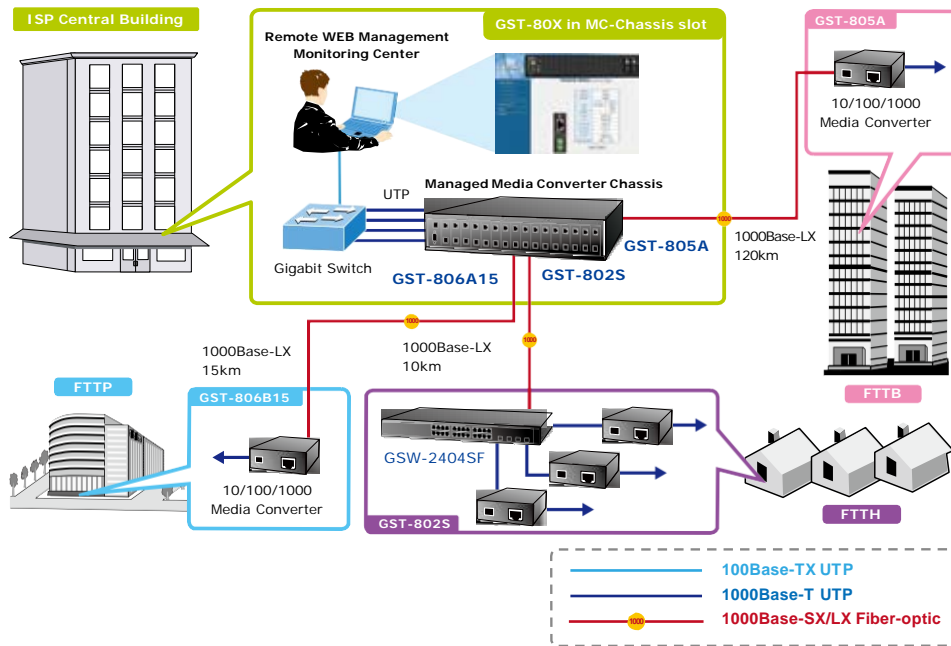 ISP Central Building
GST-80X in MC-Chassis slot
GST-805A
Remote WEB Management
Monitoring Center
10/100/1000
Media Converter
UTP
Managed Media Converter Chassis
1000
1000Base-LX
120km
Gigabit Switch
GST-805A
GST-806A15
GST-802S
1000
1000
1000Base-LX
15km
1000Base-LX
10km
FTTP
GST-806B15
FTTB
GSW-2404SF
10/100/1000
Media Converter
GST-802S
FTTH
100Base-TX UTP
1000Base-T UTP
1000
1000Base-SX/LX Fiber-optic